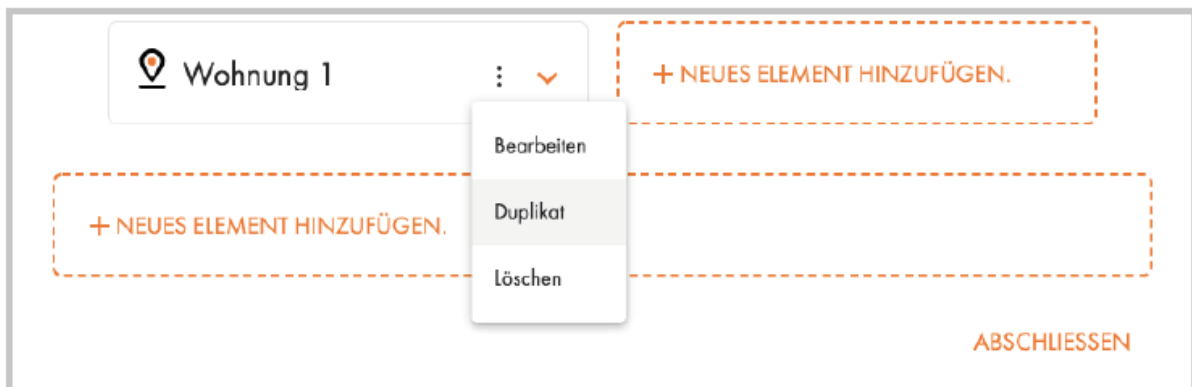 Wohnung 1
+ NEUES ELEMENT HINZUFÜGEN.
Bearbeiten
Duplikat
Löschen
+ NEUES ELEMENT HINZUFÜGEN.
ABSCHLIESSEN